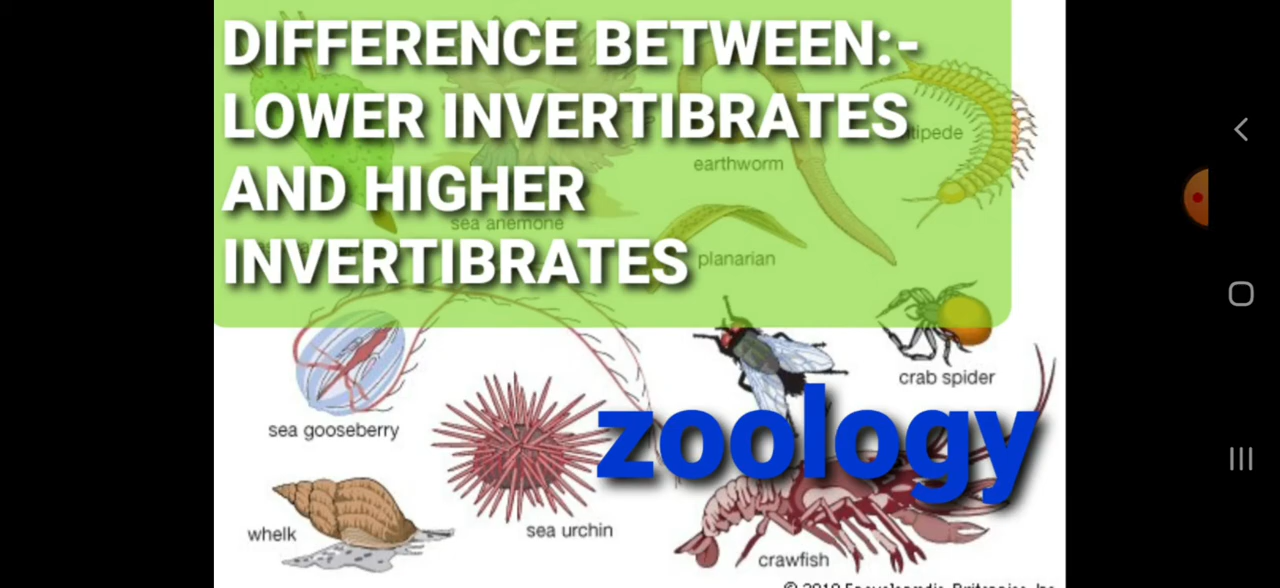 DIFFERENCE BETWEEN:-
LOWER INVERTIBRATES
AND HIGHER
INVERTIBRATES
tipede
earthworm
sea anemone
planarian
crab spider
sea gooseberry
zoology
whelk
sea urchin
crawfish